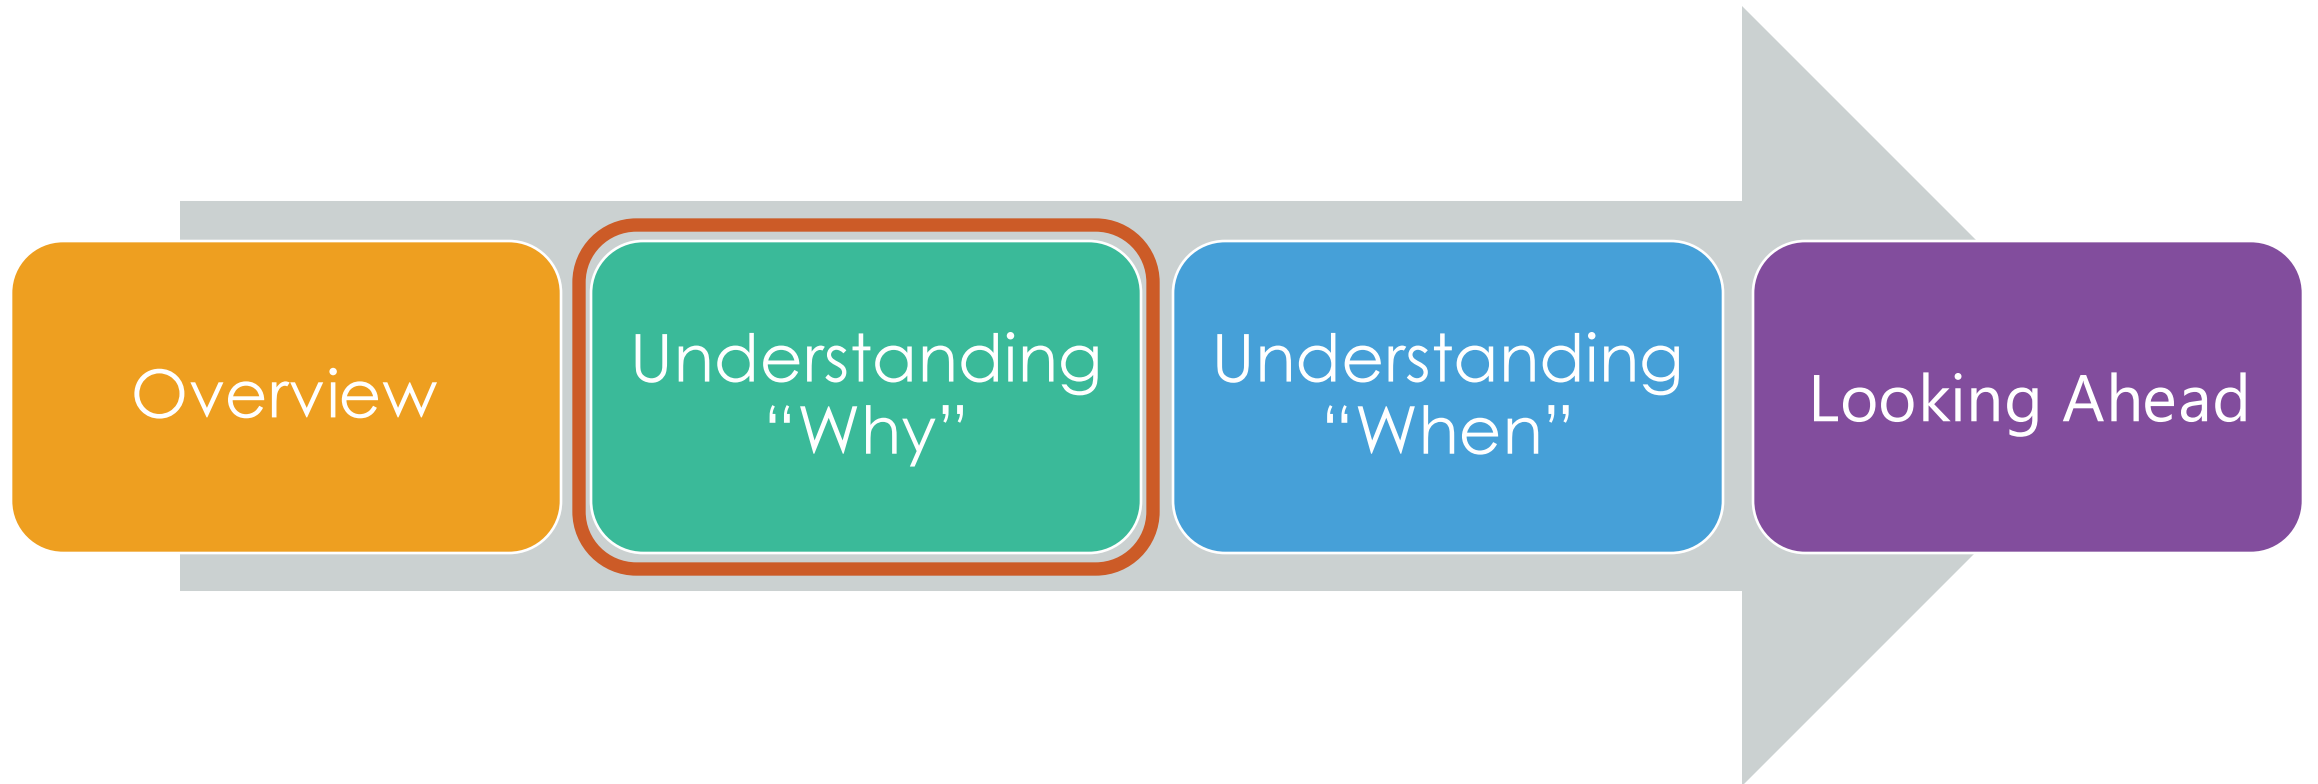 Overview
Understanding
“Why”
Understanding
“When”
Looking Ahead